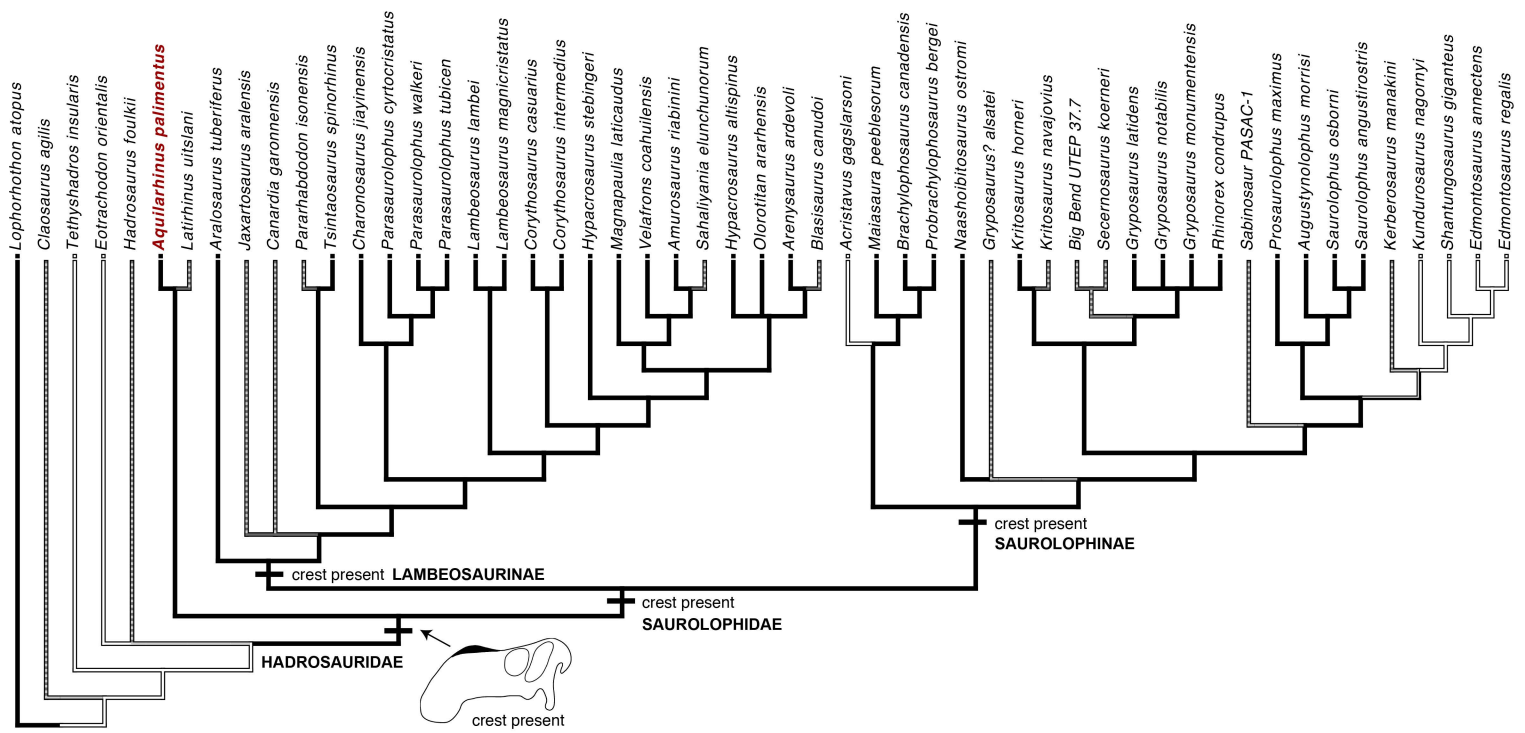 Lophorhothon atopus
Claosaurus agilis
Tethyshadros insularis
Eotrachodon orientalis
Hadrosaurus foulkii
Aquilarhinus palimentus
Latirhinus uitslani
Aralosaurus tuberiferus
Jaxartosaurus aralensis
Canardia garonnensis
Pararhabdodon isonensis
Tsintaosaurus spinorhinus
Charonosaurus jiayinensis
Parasaurolophus cyrtocristatus
Parasaurolophus walkeri
Parasaurolophus tubicen
Lambeosaurus lambei
Lambeosaurus magnicristatus
Corythosaurus casuarius
Corythosaurus intermedius
Hypacrosaurus stebingeri
Magnapaulia laticaudus
Velafrons coahuilensis
Amurosaurus riabinini
Sahaliyania elunchunorum
Hypacrosaurus altispinus
Olorotitan ararhensis
Arenysaurus ardevoli
Blasisaurus canudoi
Acristavus gagslarsoni
Maiasaura peeblesorum
Brachylophosaurus canadensis
Probrachylophosaurus bergei
Naashoibitosaurus ostromi
Gryposaurus? alsatei
Kritosaurus horneri
Kritosaurus navajovius
Big Bend UTEP 37.7
Secernosaurus koerneri
Gryposaurus latidens
Gryposaurus notabilis
Gryposaurus monumentensis
Rhinorex condrupus
Sabinosaur PASAC-1
Prosaurolophus maximus
Augustynolophus morrisi
Saurolophus osborni
Saurolophus angustirostris
Kerberosaurus manakini
Kundurosaurus nagornyi
Shantungosaurus giganteus
Edmontosaurus annectens
Edmontosaurus regalis
crest present
SAUROLOPHINAE
crest present LAMBEOSAURINAE
crest present
SAUROLOPHIDAE
HADROSAURIDAE
crest present